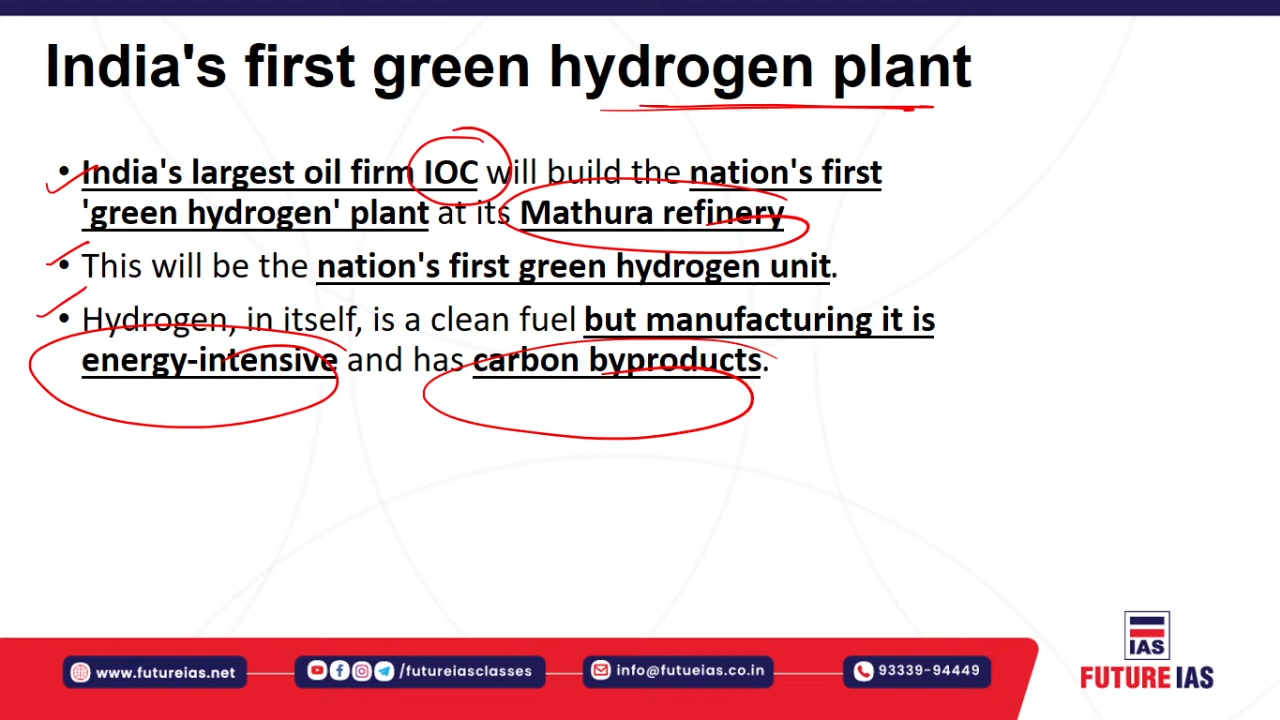 India's first green hydrogen plant
• India's largest oil firm IOC will build the nation's first
'green hydrogen' plant at its Mathura refinery
• This will be the nation's first green hydrogen unit.
• Hydrogen, in itself, is a clean fuel but manufacturing it is
energy-intensive and has carbon byproducts.
IAS
FUTURE IAS
www.futureias.net
/futureiasclasses
info@futueias.co.in
93339-94449